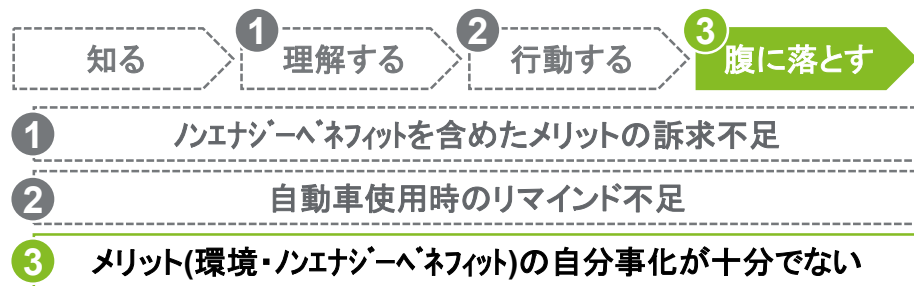 知る 1 理解する 2 行動する 3 腹に落とす
1 ﾉﾝｴﾅｼﾞｰﾍﾞﾈﾌｨｯﾄを含めたメリットの訴求不足
2 自動車使用時のリマインド不足
3 メリット(環境・ﾉﾝｴﾅｼﾞｰﾍﾞﾈﾌｨｯﾄ)の自分事化が十分でない